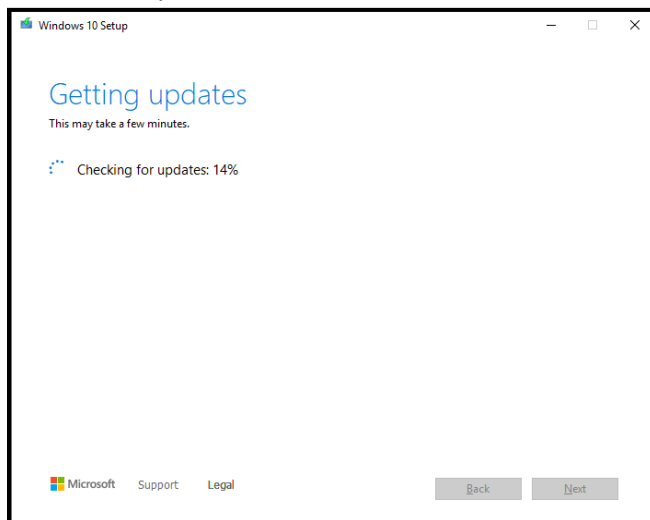 Windows 10 Setup
Getting updates
This may take a few minutes.
Checking for updates: 14%
Microsoft Support Legal
Back Next